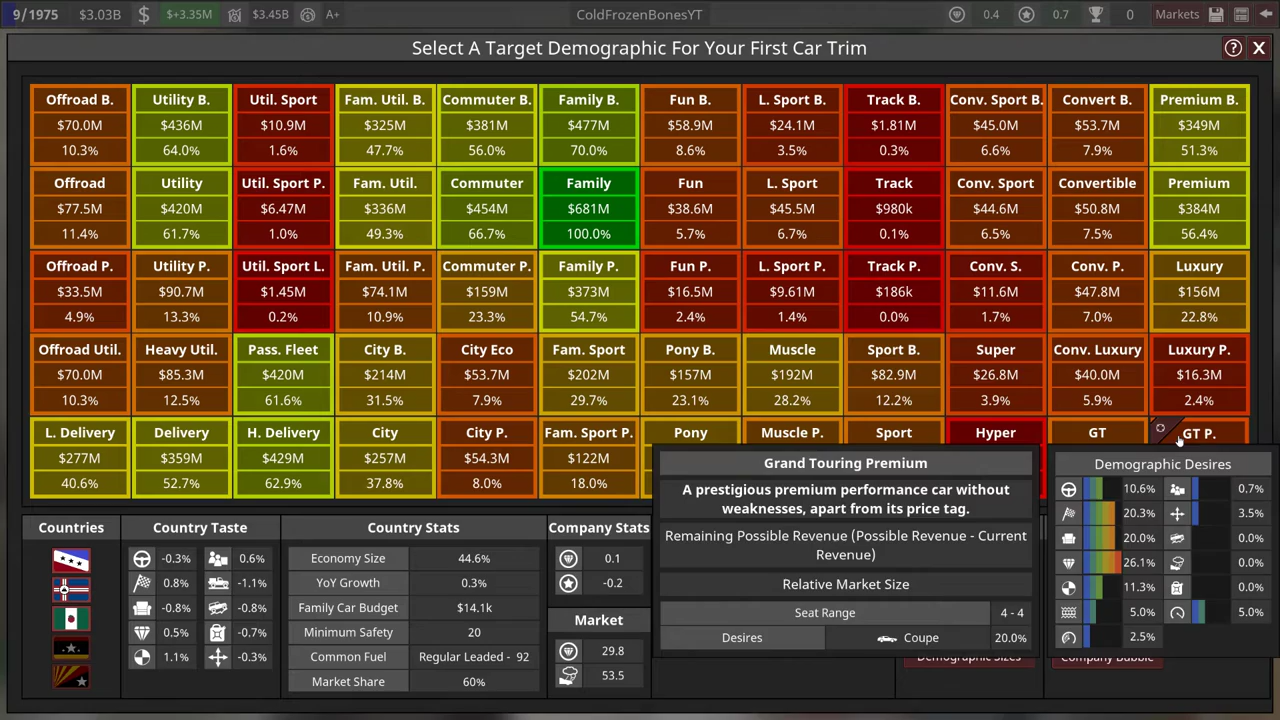 9/1975 $3.03B $ $+3.35M $3.45B A+ ColdFrozenBonesYT 0.4 0.7 0 Markets
Select A Target Demographic For Your First Car Trim
? X
Offroad B. Utility B. Util. Sport Fam. Util. B. Commuter B. Family B. Fun B. L. Sport B. Track B. Conv. Sport B. Convert B. Premium B.
$70.0M $436M $10.9M $325M $381M $477M $58.9M $24.1M $1.81M $45.0M $53.7M $349M
10.3% 64.0% 1.6% 47.7% 56.0% 70.0% 8.6% 3.5% 0.3% 6.6% 7.9% 51.3%
Offroad Utility Util. Sport P. Fam. Util. Commuter Family Fun L. Sport Track Conv. Sport Convertible Premium
$77.5M $420M $6.47M $336M $454M $681M $38.6M $45.5M $980k $44.6M $50.8M $384M
11.4% 61.7% 1.0% 49.3% 66.7% 100.0% 5.7% 6.7% 0.1% 6.5% 7.5% 56.4%
Offroad P. Utility P. Util. Sport L. Fam. Util. P. Commuter P. Family P. Fun P. L. Sport P. Track P. Conv. S. Conv. P. Luxury
$33.5M $90.7M $1.45M $74.1M $159M $373M $16.5M $9.61M $186k $11.6M $47.8M $156M
4.9% 13.3% 0.2% 10.9% 23.3% 54.7% 2.4% 1.4% 0.0% 1.7% 7.0% 22.8%
Offroad Util. Heavy Util. Pass. Fleet City B. City Eco Fam. Sport Pony B. Muscle Sport B. Super Conv. Luxury Luxury P.
$70.0M $85.3M $420M $214M $53.7M $202M $157M $192M $82.9M $26.8M $40.0M $16.3M
10.3% 12.5% 61.6% 31.5% 7.9% 29.7% 23.1% 28.2% 12.2% 3.9% 5.9% 2.4%
L. Delivery Delivery H. Delivery City City P. Fam. Sport P. Pony Muscle P. Sport Hyper GT GT P.
$277M $359M $429M $257M $54.3M $122M
40.6% 52.7% 62.9% 37.8% 8.0% 18.0%
Grand Touring Premium
A prestigious premium performance car without
weaknesses, apart from its price tag.
Remaining Possible Revenue (Possible Revenue - Current
Revenue)
Relative Market Size
Seat Range 4 - 4
Desires Coupe 20.0%
Demographic Desires
10.6% 0.7%
20.3% 3.5%
20.0% 0.0%
26.1% 0.0%
11.3% 0.0%
5.0% 5.0%
2.5%
Countries Country Taste Country Stats Company Stats
-0.3% 0.6% Economy Size 44.6% 0.1
0.8% -1.1% YoY Growth 0.3% -0.2
-0.8% -0.8% Family Car Budget $14.1k
0.5% -0.7% Minimum Safety 20 Market
1.1% -0.3% Common Fuel Regular Leaded - 92 29.8
Market Share 60% 53.5
Demographic Sizes Company Bubble